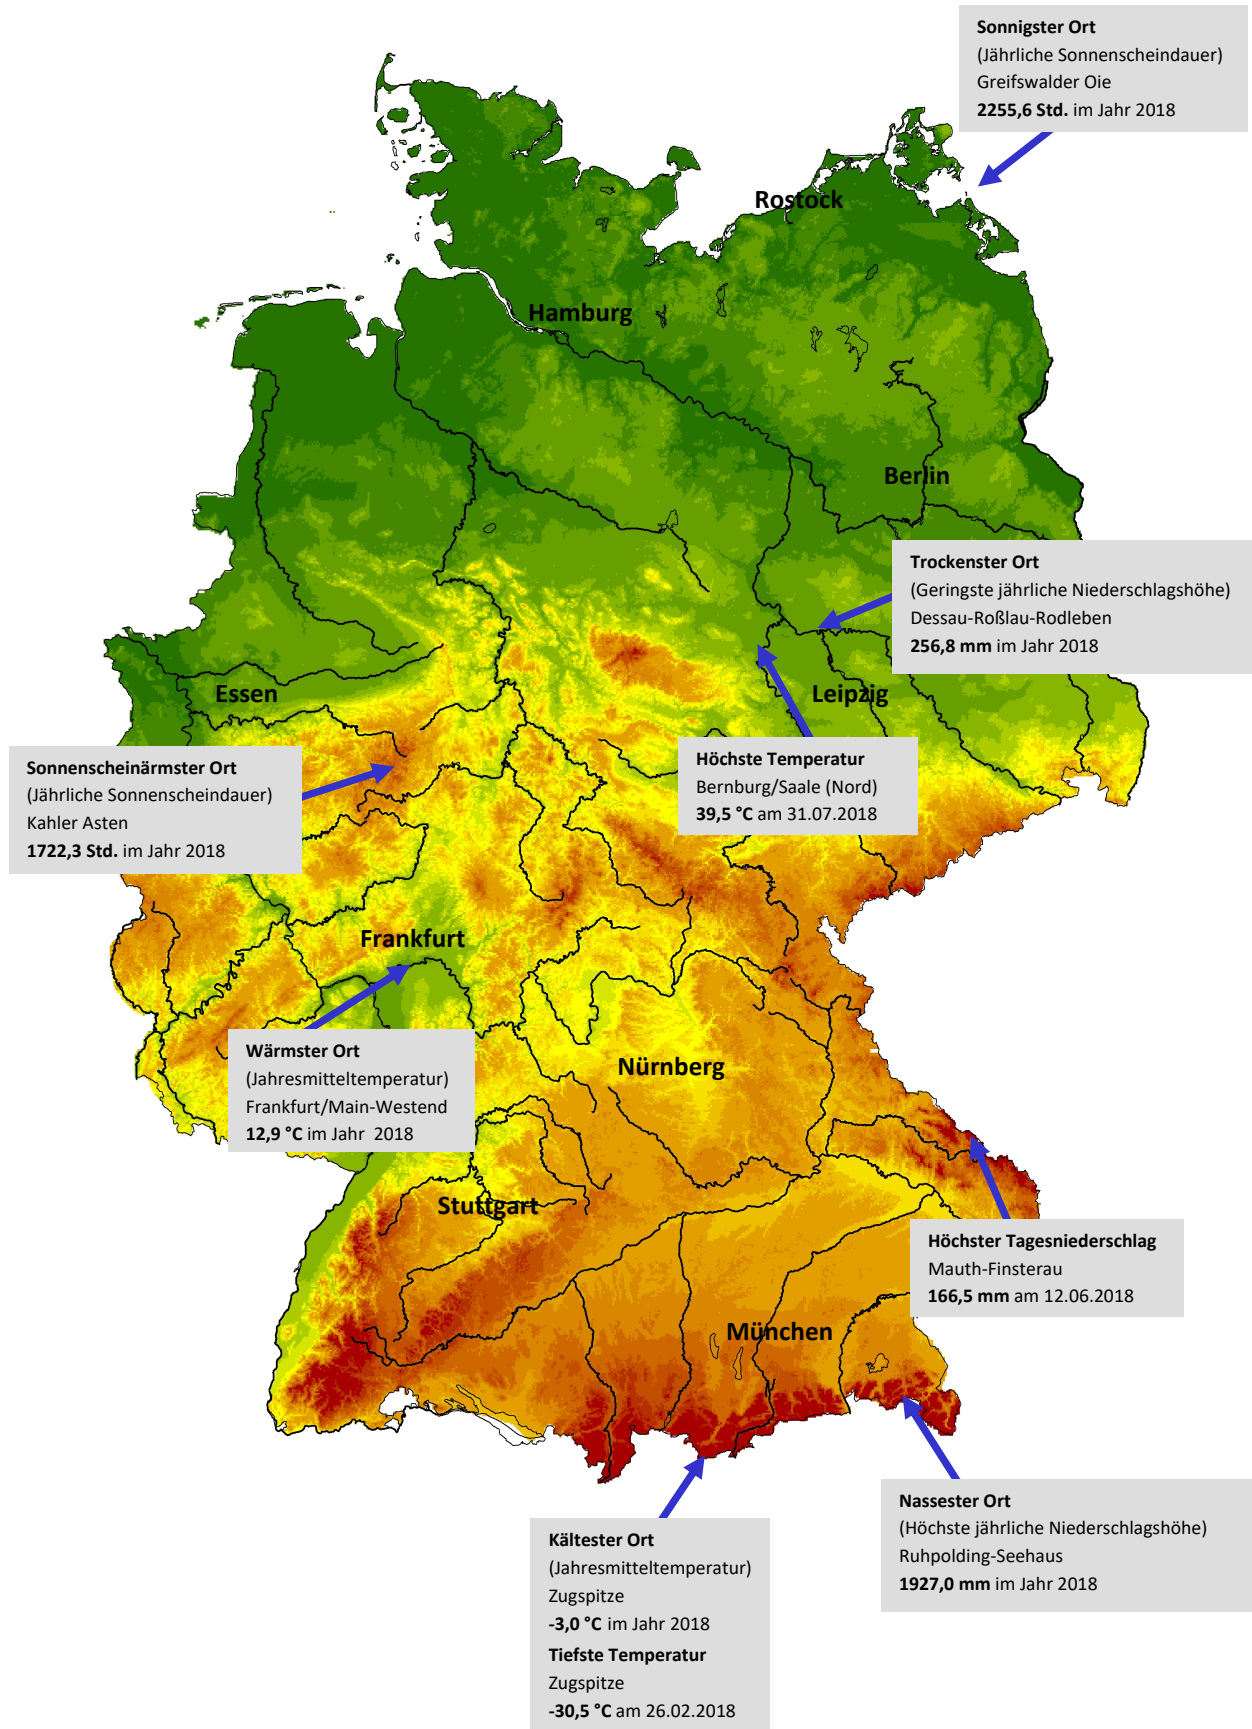 Sonnigster Ort
(Jährliche Sonnenscheindauer)
Greifswalder Oie
2255,6 Std. im Jahr 2018
Rostock
Hamburg
Berlin
Trockenster Ort
(Geringste jährliche Niederschlagshöhe)
Dessau-Roßlau-Rodleben
256,8 mm im Jahr 2018
Essen
Leipzig
Höchste Temperatur
Bernburg/Saale (Nord)
39,5 °C am 31.07.2018
Sonnenscheinärmster Ort
(Jährliche Sonnenscheindauer)
Kahler Asten
1722,3 Std. im Jahr 2018
Frankfurt
Wärmster Ort
(Jahresmitteltemperatur)
Frankfurt/Main-Westend
12,9 °C im Jahr 2018
Nürnberg
Stuttgart
Höchster Tagesniederschlag
Mauth-Finsterau
166,5 mm am 12.06.2018
München
Nassester Ort
(Höchste jährliche Niederschlagshöhe)
Ruhpolding-Seehaus
1927,0 mm im Jahr 2018
Kältester Ort
(Jahresmitteltemperatur)
Zugspitze
-3,0 °C im Jahr 2018
Tiefste Temperatur
Zugspitze
-30,5 °C am 26.02.2018